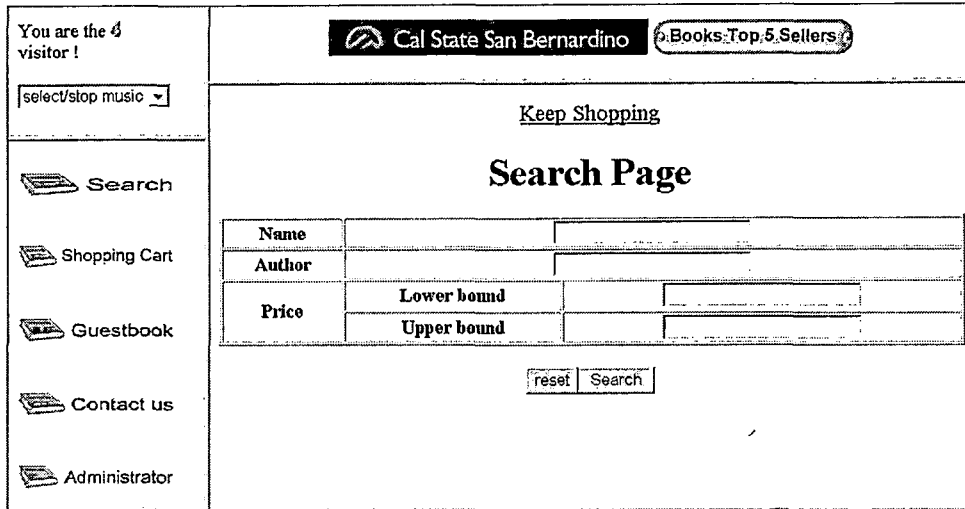 You are the 4
visitor !
select/stop music
Search
Shopping Cart
Guestbook
Contact us
Administrator
Cal State San Bernardino
Books Top 5 Sellers
Keep Shopping
Search Page
Name
Author
Price
Lower bound
Upper bound
reset Search